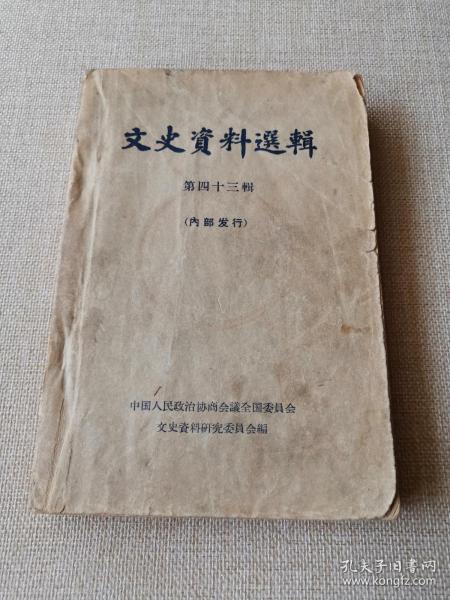 文史資料選輯
第四十三輯
(內部发行)
中国人民政治协商会議全国委員会
文史資料研究委員会編
孔夫子旧书网
www.kongfz.com